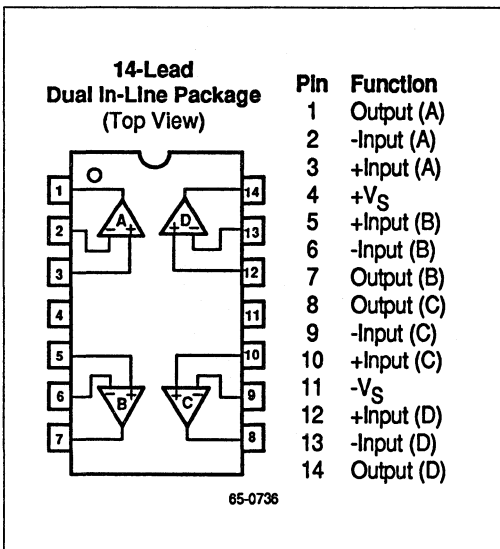 14-Lead
Dual In-Line Package
(Top View)
1
2
3
4
5
6
7
14
13
12
11
10
9
8
A
- +
D
+ -
B
- +
C
+ -
65-0736
Pin Function
1 Output (A)
2 -Input (A)
3 +Input (A)
4 +VS
5 +Input (B)
6 -Input (B)
7 Output (B)
8 Output (C)
9 -Input (C)
10 +Input (C)
11 -VS
12 +Input (D)
13 -Input (D)
14 Output (D)